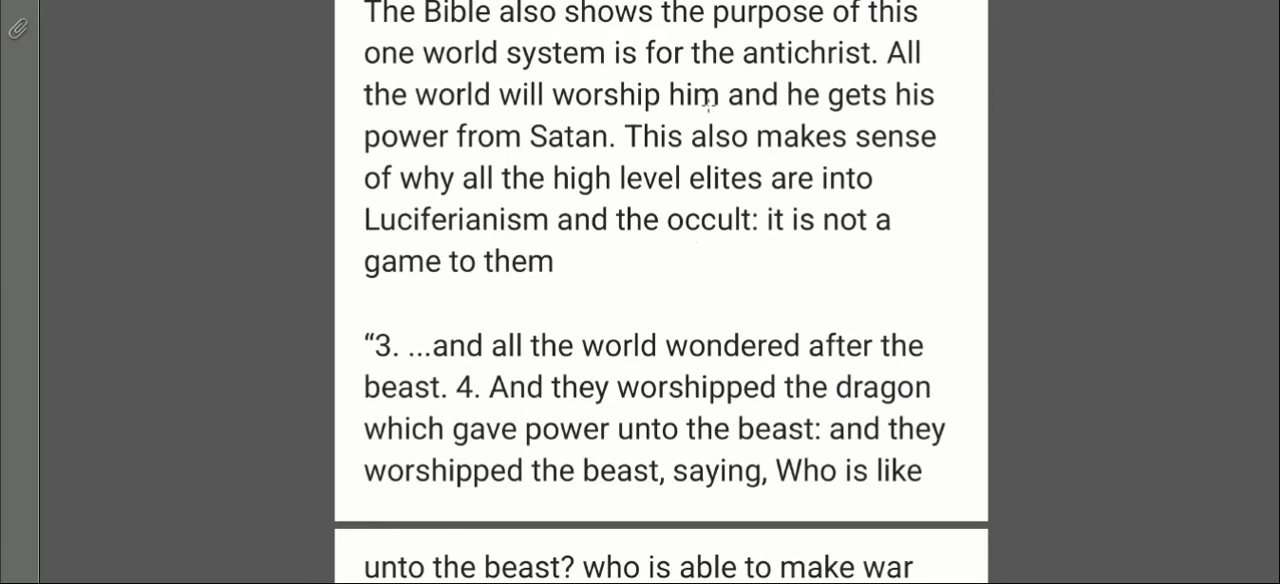 The Bible also shows the purpose of this
one world system is for the antichrist. All
the world will worship him and he gets his
power from Satan. This also makes sense
of why all the high level elites are into
Luciferianism and the occult: it is not a
game to them
“3. ...and all the world wondered after the
beast. 4. And they worshipped the dragon
which gave power unto the beast: and they
worshipped the beast, saying, Who is like
unto the beast? who is able to make war